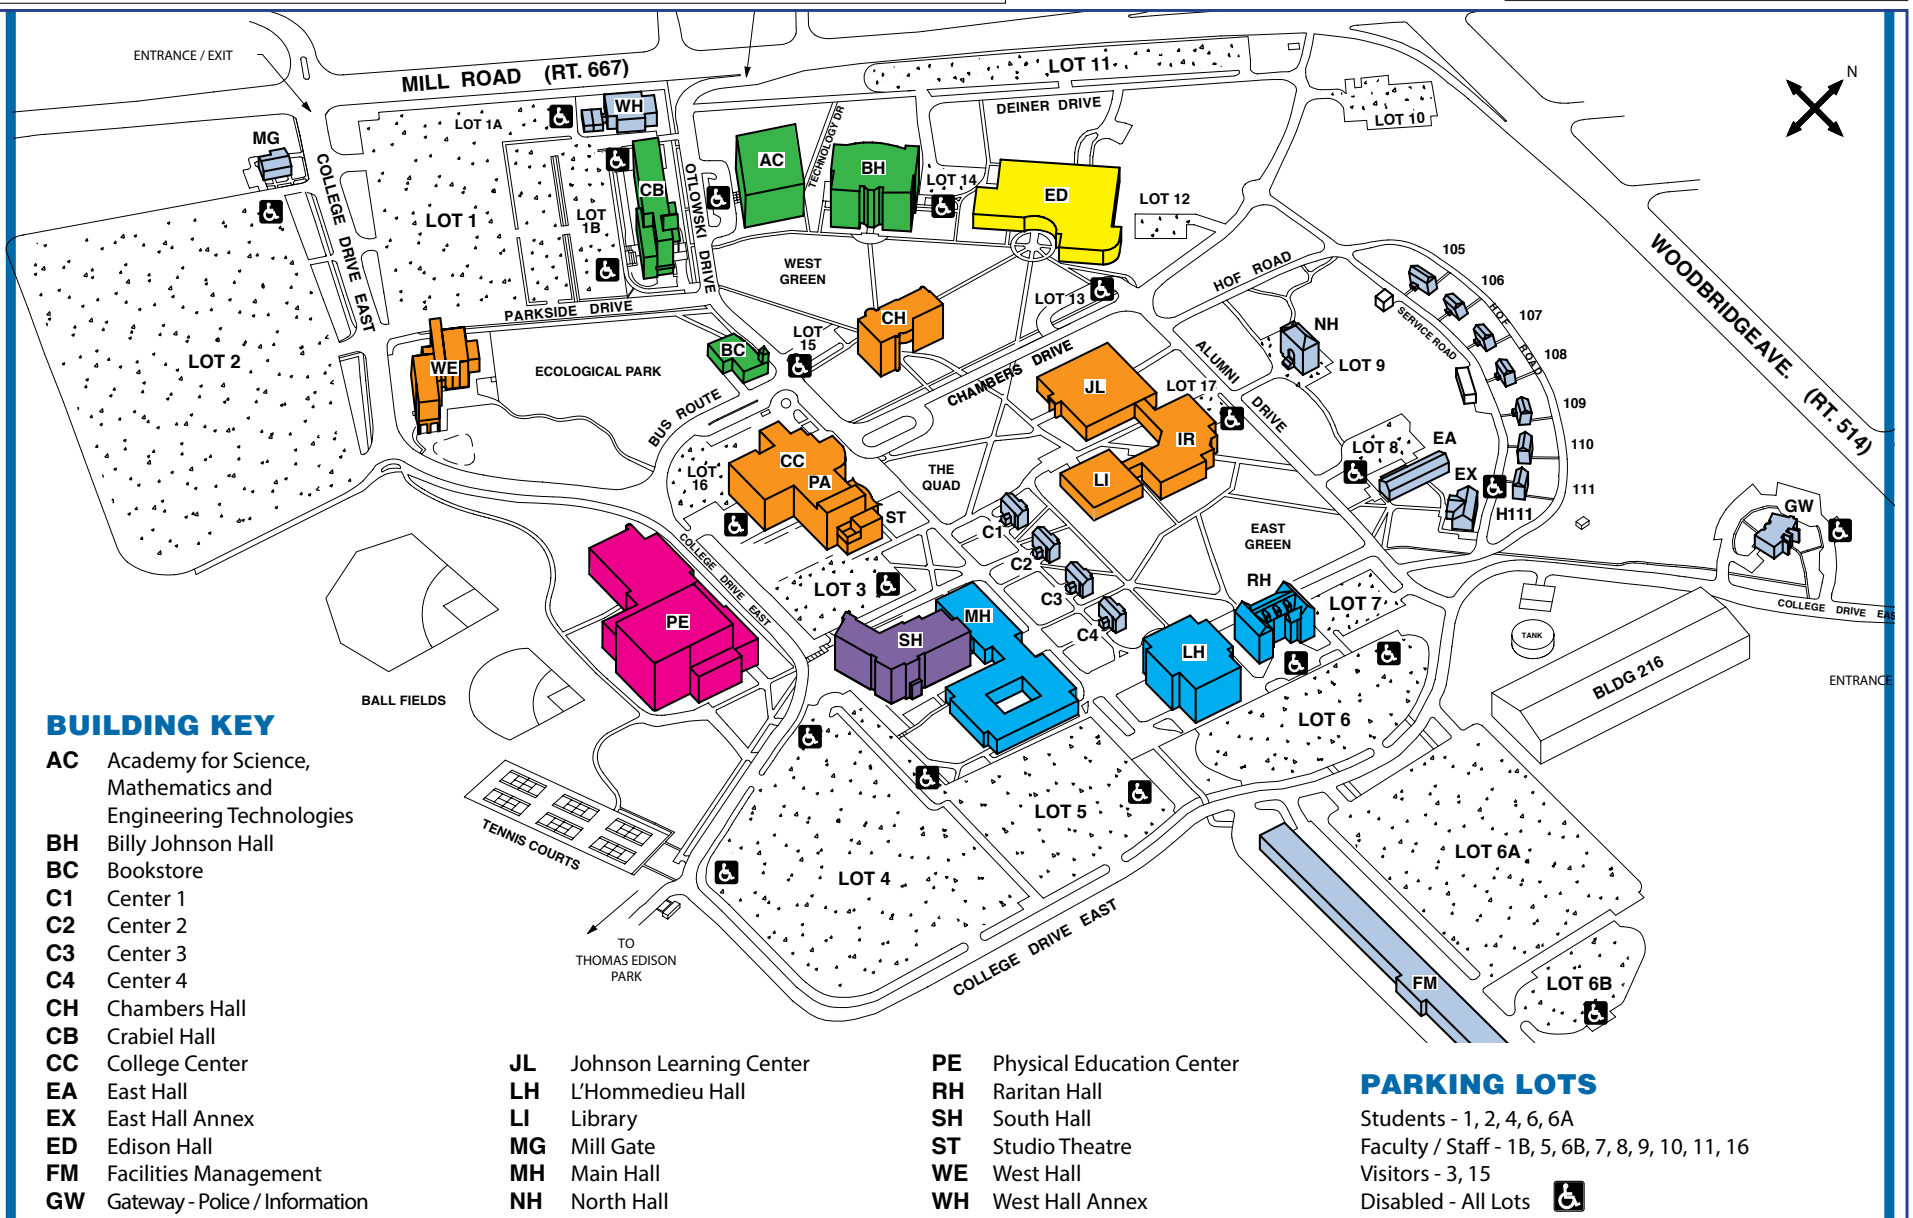 ENTRANCE / EXIT
MILL ROAD (RT. 667)
LOT 11
DEINER DRIVE
LOT 10
N
MG
LOT 1A
WH
COLLEGE DRIVE EAST
LOT 1
LOT
1B
CB
OTLOWSKI DRIVE
AC
TECHNOLOGY DR
BH
LOT 14
ED
LOT 12
WOODBRIDGE AVE. (RT. 514)
WEST
GREEN
HOF ROAD
LOT 13
PARKSIDE DRIVE
LOT 2
WE
ECOLOGICAL PARK
BC
LOT
15
CH
CHAMBERS DRIVE
BUS ROUTE
JL
LOT 17
ALUMNI DRIVE
NH
LOT 9
SERVICE ROAD
HOF ROAD
105
106
107
108
109
110
111
IR
LI
LOT 8
EA
EX
H111
GW
CC
PA
ST
LOT
16
THE
QUAD
C1
C2
C3
C4
EAST
GREEN
COLLEGE DRIVE EAST
LOT 3
PE
SH
MH
LH
RH
LOT 7
TANK
COLLEGE DRIVE EAS
BLDG 216
ENTRANCE
BALL FIELDS
LOT 6
LOT 5
LOT 4
LOT 6A
LOT 6B
FM
TENNIS COURTS
TO
THOMAS EDISON
PARK
COLLEGE DRIVE EAST
BUILDING KEY
AC Academy for Science,
Mathematics and
Engineering Technologies
BH Billy Johnson Hall
BC Bookstore
C1 Center 1
C2 Center 2
C3 Center 3
C4 Center 4
CH Chambers Hall
CB Crabiel Hall
CC College Center
EA East Hall
EX East Hall Annex
ED Edison Hall
FM Facilities Management
GW Gateway - Police / Information
JL Johnson Learning Center
LH L'Hommedieu Hall
LI Library
MG Mill Gate
MH Main Hall
NH North Hall
PE Physical Education Center
RH Raritan Hall
SH South Hall
ST Studio Theatre
WE West Hall
WH West Hall Annex
PARKING LOTS
Students - 1, 2, 4, 6, 6A
Faculty / Staff - 1B, 5, 6B, 7, 8, 9, 10, 11, 16
Visitors - 3, 15
Disabled - All Lots